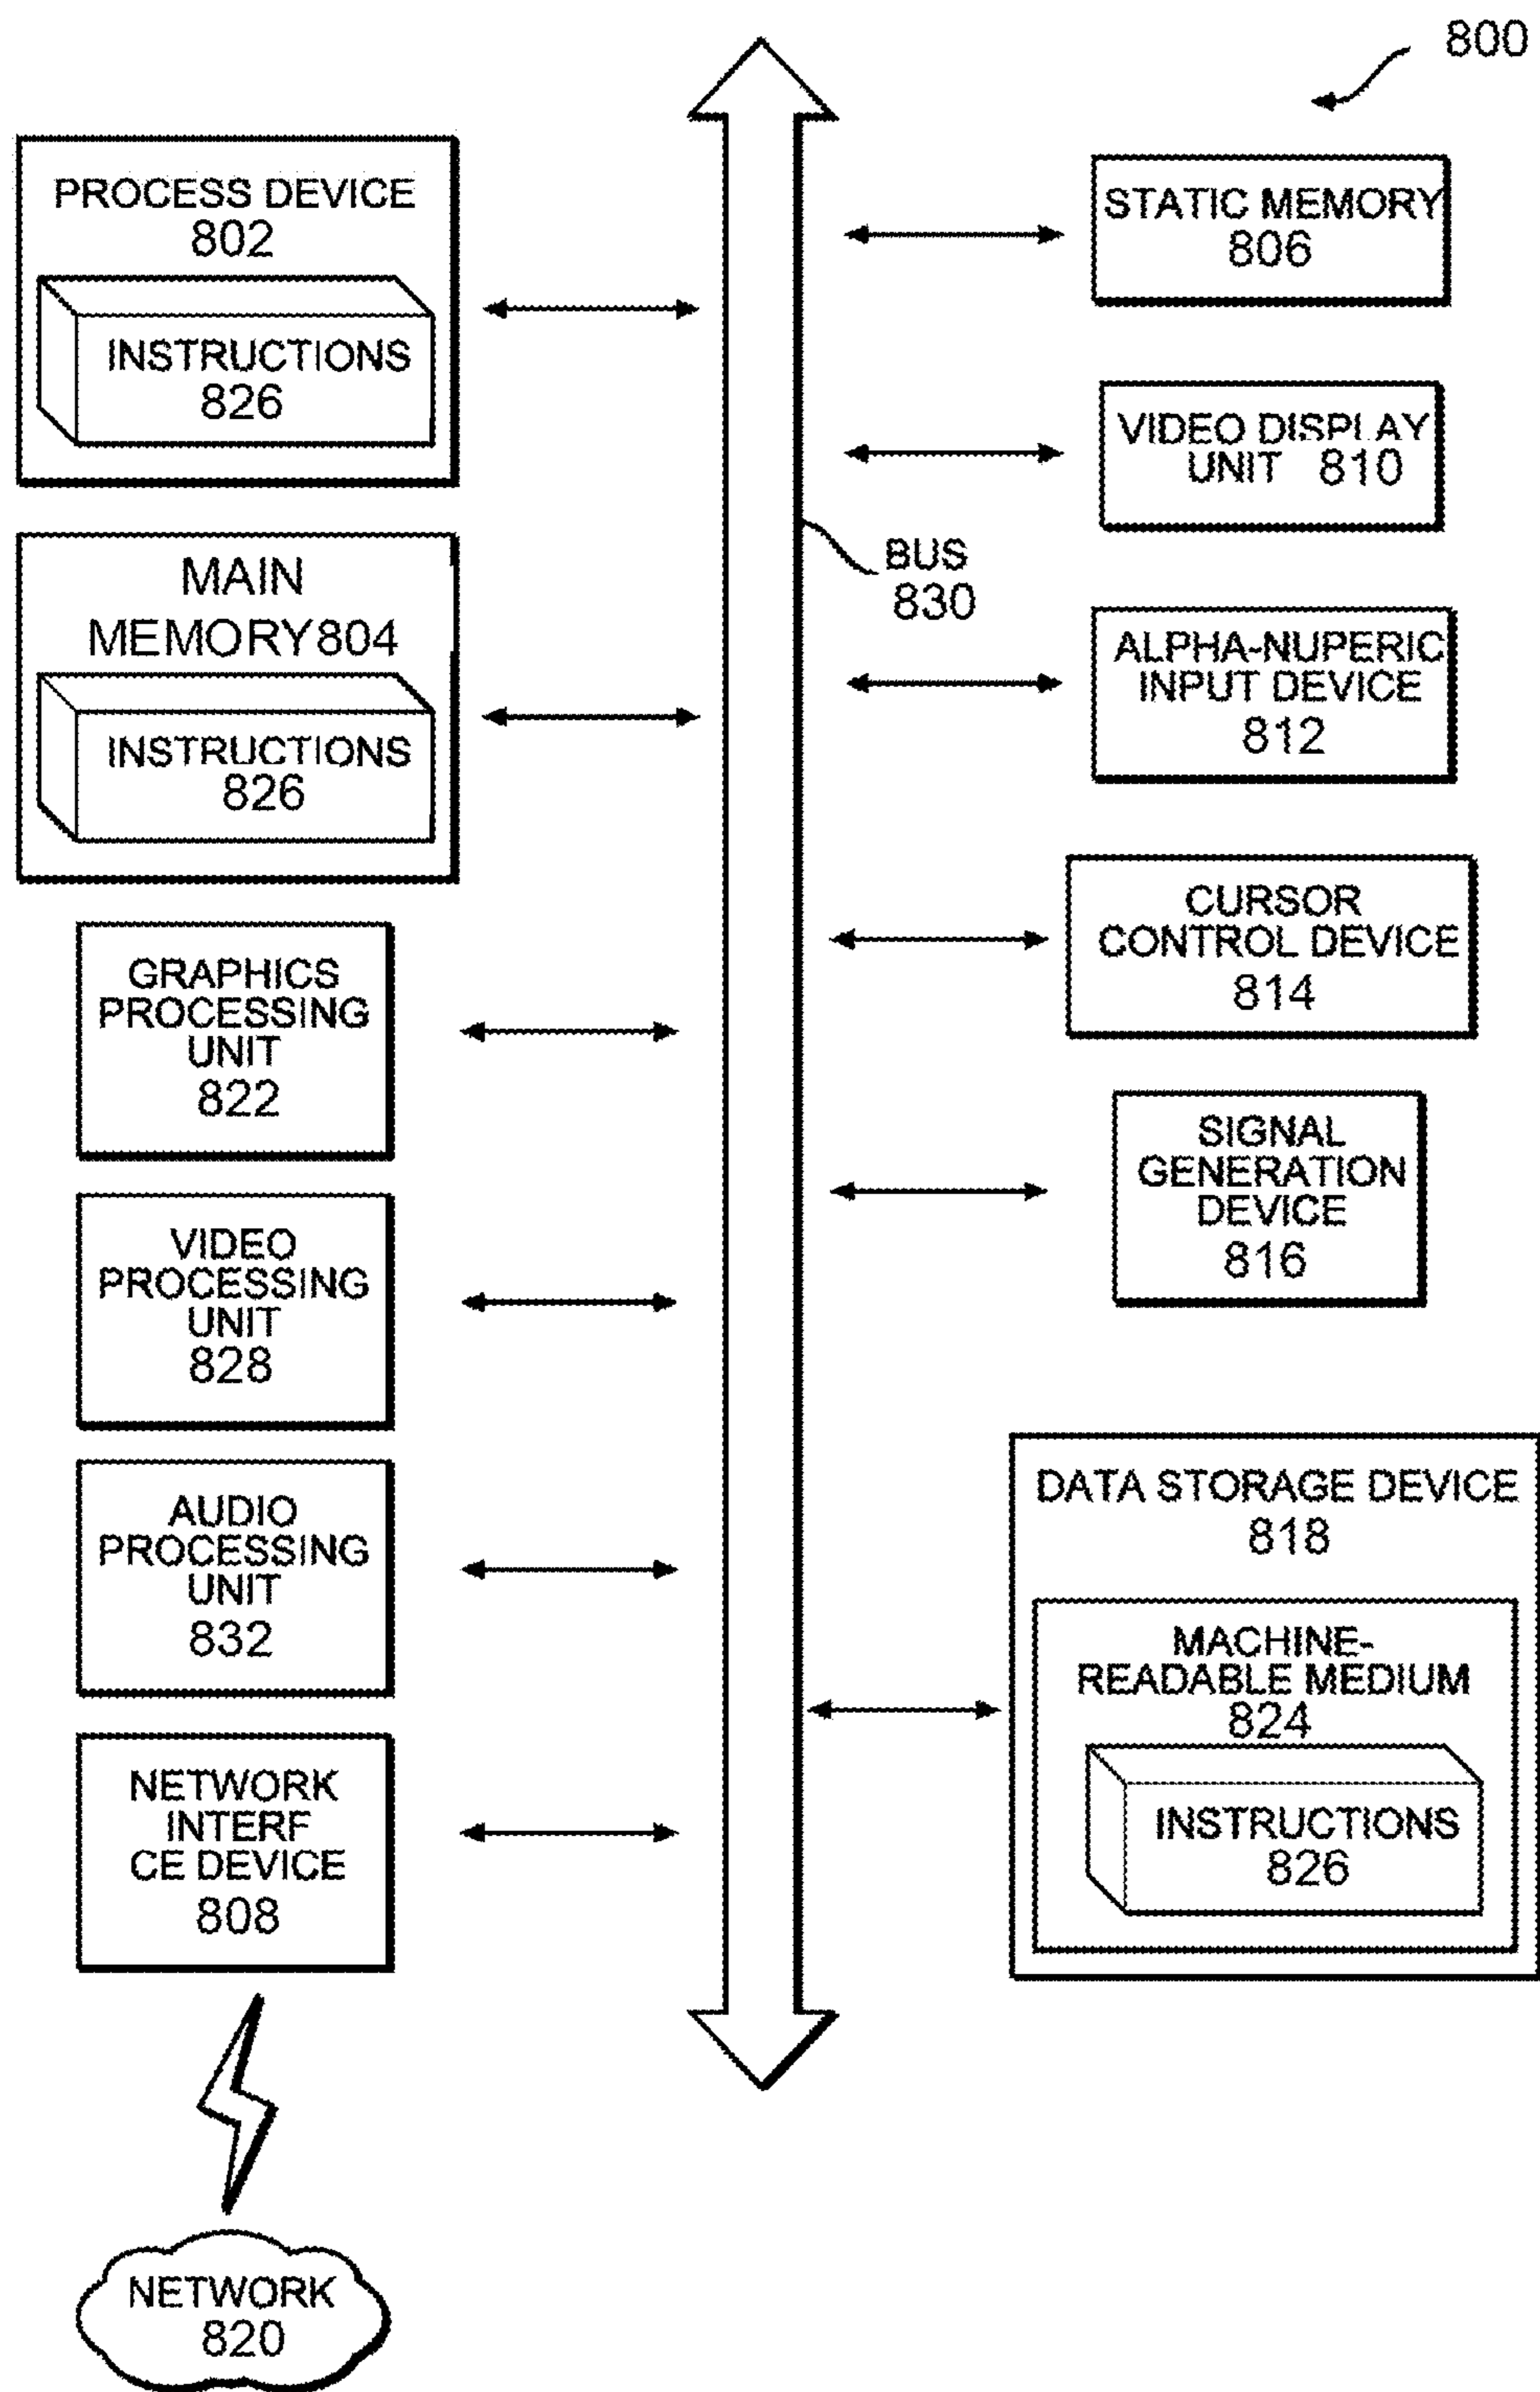 800
PROCESS DEVICE
802
INSTRUCTIONS
826
MAIN
MEMORY804
INSTRUCTIONS
826
GRAPHICS
PROCESSING
UNIT
822
VIDEO
PROCESSING
UNIT
828
AUDIO
PROCESSING
UNIT
832
NETWORK
INTERF
CE DEVICE
808
NETWORK
820
BUS
830
STATIC MEMORY
806
VIDEO DISPLAY
UNIT 810
ALPHA-NUPERIC
INPUT DEVICE
812
CURSOR
CONTROL DEVICE
814
SIGNAL
GENERATION
DEVICE
816
DATA STORAGE DEVICE
818
MACHINE-
READABLE MEDIUM
824
INSTRUCTIONS
826